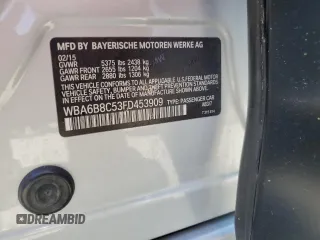 MFD BY BAYERISCHE MOTOREN WERKE AG
02/15
GVWR 5375 lbs 2438 kg
GAWR FRONT 2655 lbs 1204 kg
GAWR REAR 2880 lbs 1306 kg
THIS VEHICLE CONFORMS TO ALL APPLICABLE
U.S. FEDERAL MOTOR VEHICLE SAFETY,
BUMPER, AND THEFT PREVENTION STANDARDS
IN EFFECT ON THE DATE OF MANUFACTURE
SHOWN ABOVE.
WBA6B8C53FD453909 TYPE: PASSENGER CAR
DREAMBID